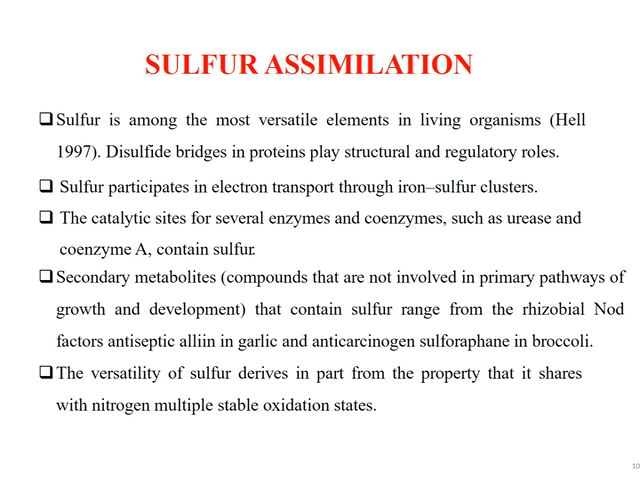 SULFUR ASSIMILATION
❑Sulfur is among the most versatile elements in living organisms (Hell
1997). Disulfide bridges in proteins play structural and regulatory roles.
❑ Sulfur participates in electron transport through iron–sulfur clusters.
❑ The catalytic sites for several enzymes and coenzymes, such as urease and
coenzyme A, contain sulfur.
❑Secondary metabolites (compounds that are not involved in primary pathways of
growth and development) that contain sulfur range from the rhizobial Nod
factors antiseptic alliin in garlic and anticarcinogen sulforaphane in broccoli.
❑The versatility of sulfur derives in part from the property that it shares
with nitrogen multiple stable oxidation states.
10